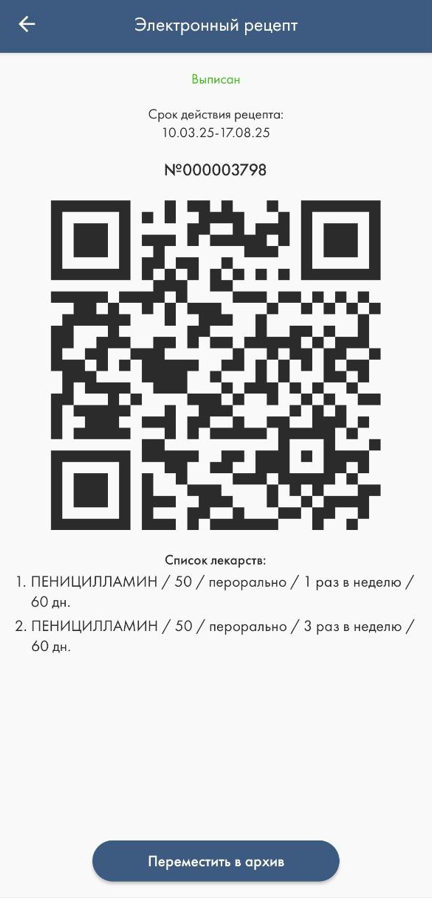 Электронный рецепт
Выписан
Срок действия рецепта:
10.03.25-17.08.25
№000003798
Список лекарств:
1. ПЕНИЦИЛЛАМИН / 50 / перорально / 1 раз в неделю /
60 дн.
2. ПЕНИЦИЛЛАМИН / 50 / перорально / 3 раз в неделю /
60 дн.
Переместить в архив